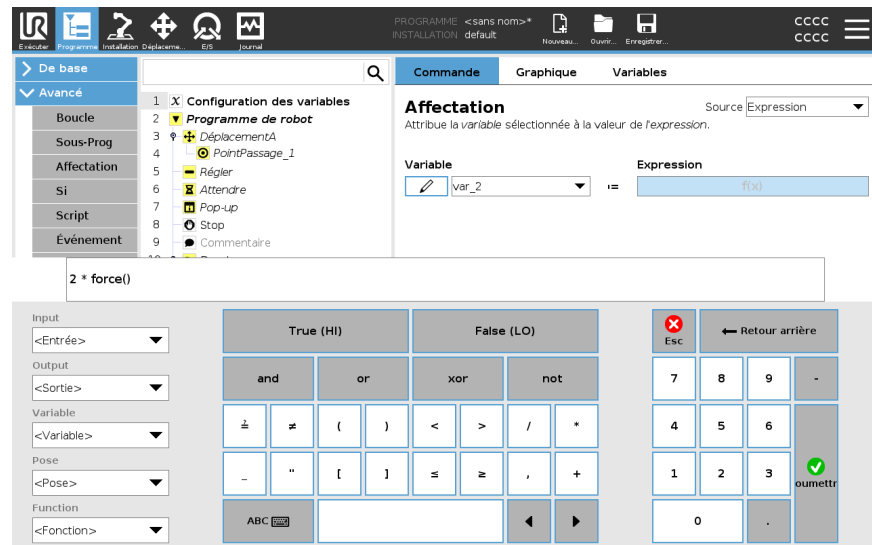 UR
PROGRAMME <sans nom>*
INSTALLATION default
CCCC
CCCC
Exécuter Programme Installation Déplaceme... E/S Journal Nouveau... Ouvrir... Enregistrer...
De base
Avancé
Boucle
Sous-Prog
Affectation
Si
Script
Événement
1 X Configuration des variables
2 Programme de robot
3 DéplacementA
4 PointPassage_1
5 Régler
6 Attendre
7 Pop-up
8 Stop
9 Commentaire
Commande Graphique Variables
Affectation
Source Expression
Attribue la variable sélectionnée à la valeur de l'expression.
Variable Expression
var_2 := f(x)
2 * force()
Input
<Entrée>
Output
<Sortie>
Variable
<Variable>
Pose
<Pose>
Function
<Fonction>
True (HI) False (LO)
and or xor not
≟ ≠ ( ) < > / *
_ " [ ] ≤ ≥ , +
ABC
Esc Retour arrière
7 8 9 -
4 5 6
1 2 3 oumettr
0 .